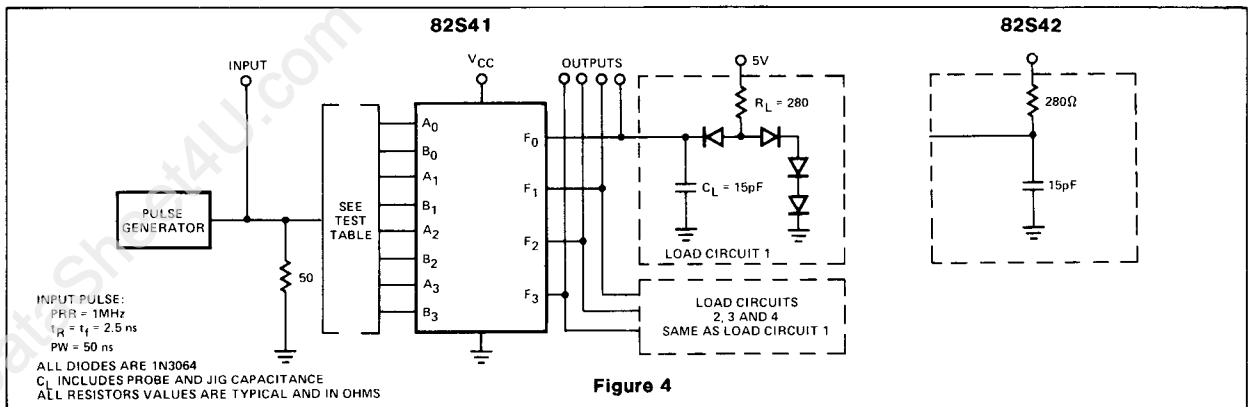 82S41
82S42
INPUT
VCC
OUTPUTS
5V
RL = 280
280Ω
A0
B0
A1
B1
A2
B2
A3
B3
F0
F1
F2
F3
CL = 15pF
15pF
PULSE
GENERATOR
SEE
TEST
TABLE
50
LOAD CIRCUIT 1
LOAD CIRCUITS
2, 3 AND 4
SAME AS LOAD CIRCUIT 1
INPUT PULSE:
PRR = 1MHz
tR = tf = 2.5 ns
PW = 50 ns
ALL DIODES ARE 1N3064
CL INCLUDES PROBE AND JIG CAPACITANCE
ALL RESISTORS VALUES ARE TYPICAL AND IN OHMS
Figure 4
DataSheet4U.com